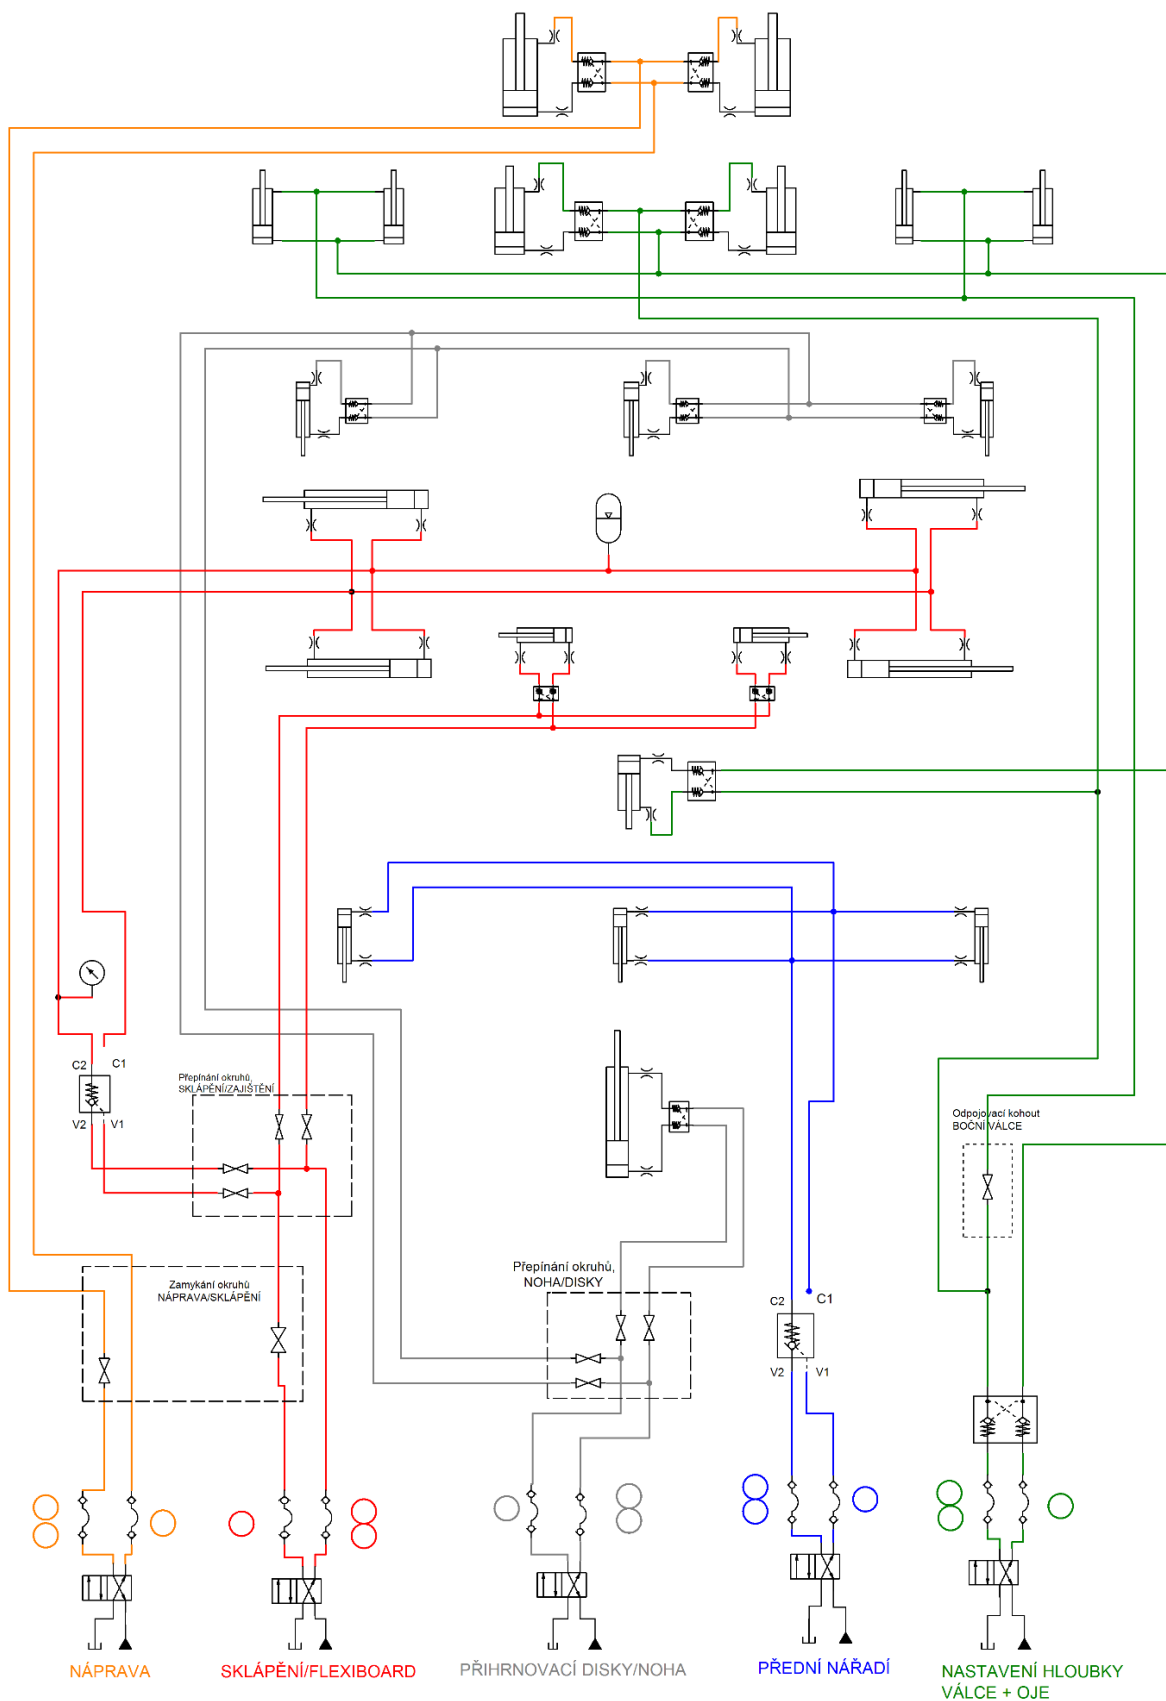 C2 C1
V2 V1
Přepínání okruhů,
SKLÁPĚNÍ/ZAJIŠTĚNÍ
Odpojovací kohout
BOČNÍ VÁLCE
Zamykání okruhů
NÁPRAVA/SKLÁPĚNÍ
Přepínání okruhů,
NOHA/DISKY
C2 C1
V2 V1
NÁPRAVA
SKLÁPĚNÍ/FLEXIBOARD
PŘIHRNOVACÍ DISKY/NOHA
PŘEDNÍ NÁŘADÍ
NASTAVENÍ HLOUBKY
VÁLCE + OJE